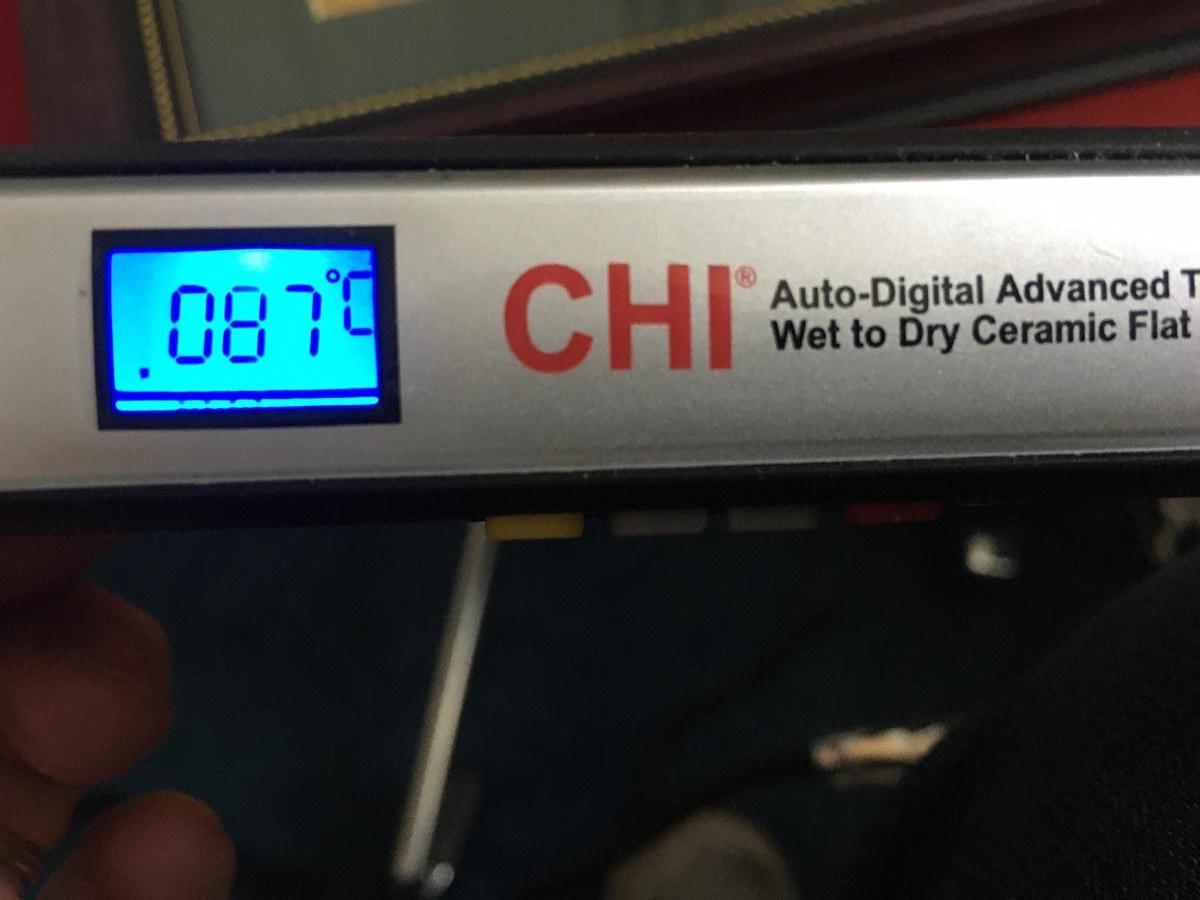 .087°C
CHI®
Auto-Digital Advanced
Wet to Dry Ceramic Flat